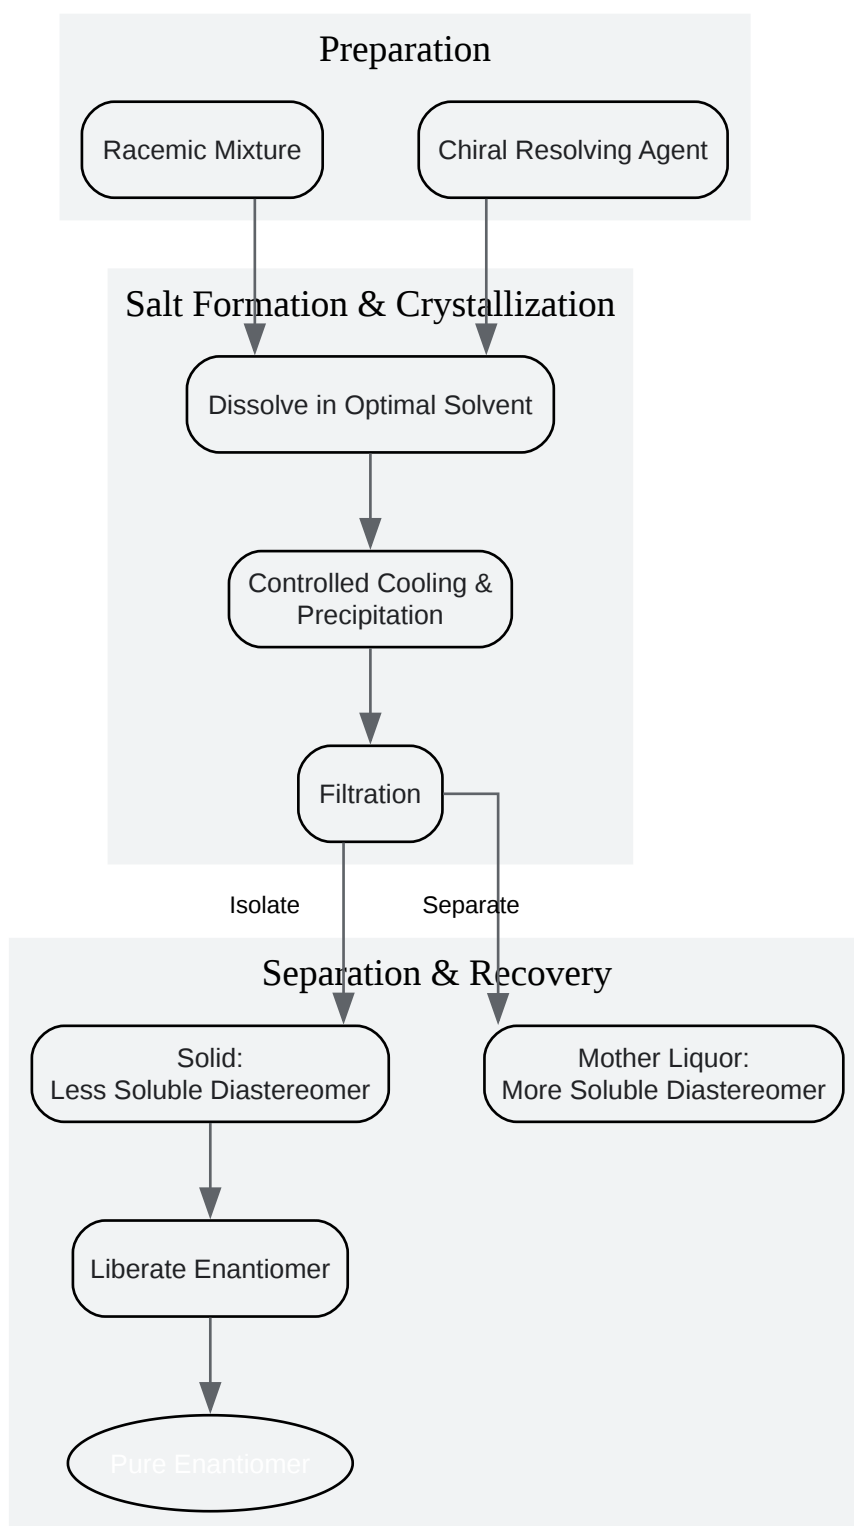 Preparation
Racemic Mixture
Chiral Resolving Agent
Salt Formation & Crystallization
Dissolve in Optimal Solvent
Controlled Cooling &
Precipitation
Filtration
Isolate
Separate
Separation & Recovery
Solid:
Less Soluble Diastereomer
Mother Liquor:
More Soluble Diastereomer
Liberate Enantiomer
Pure Enantiomer